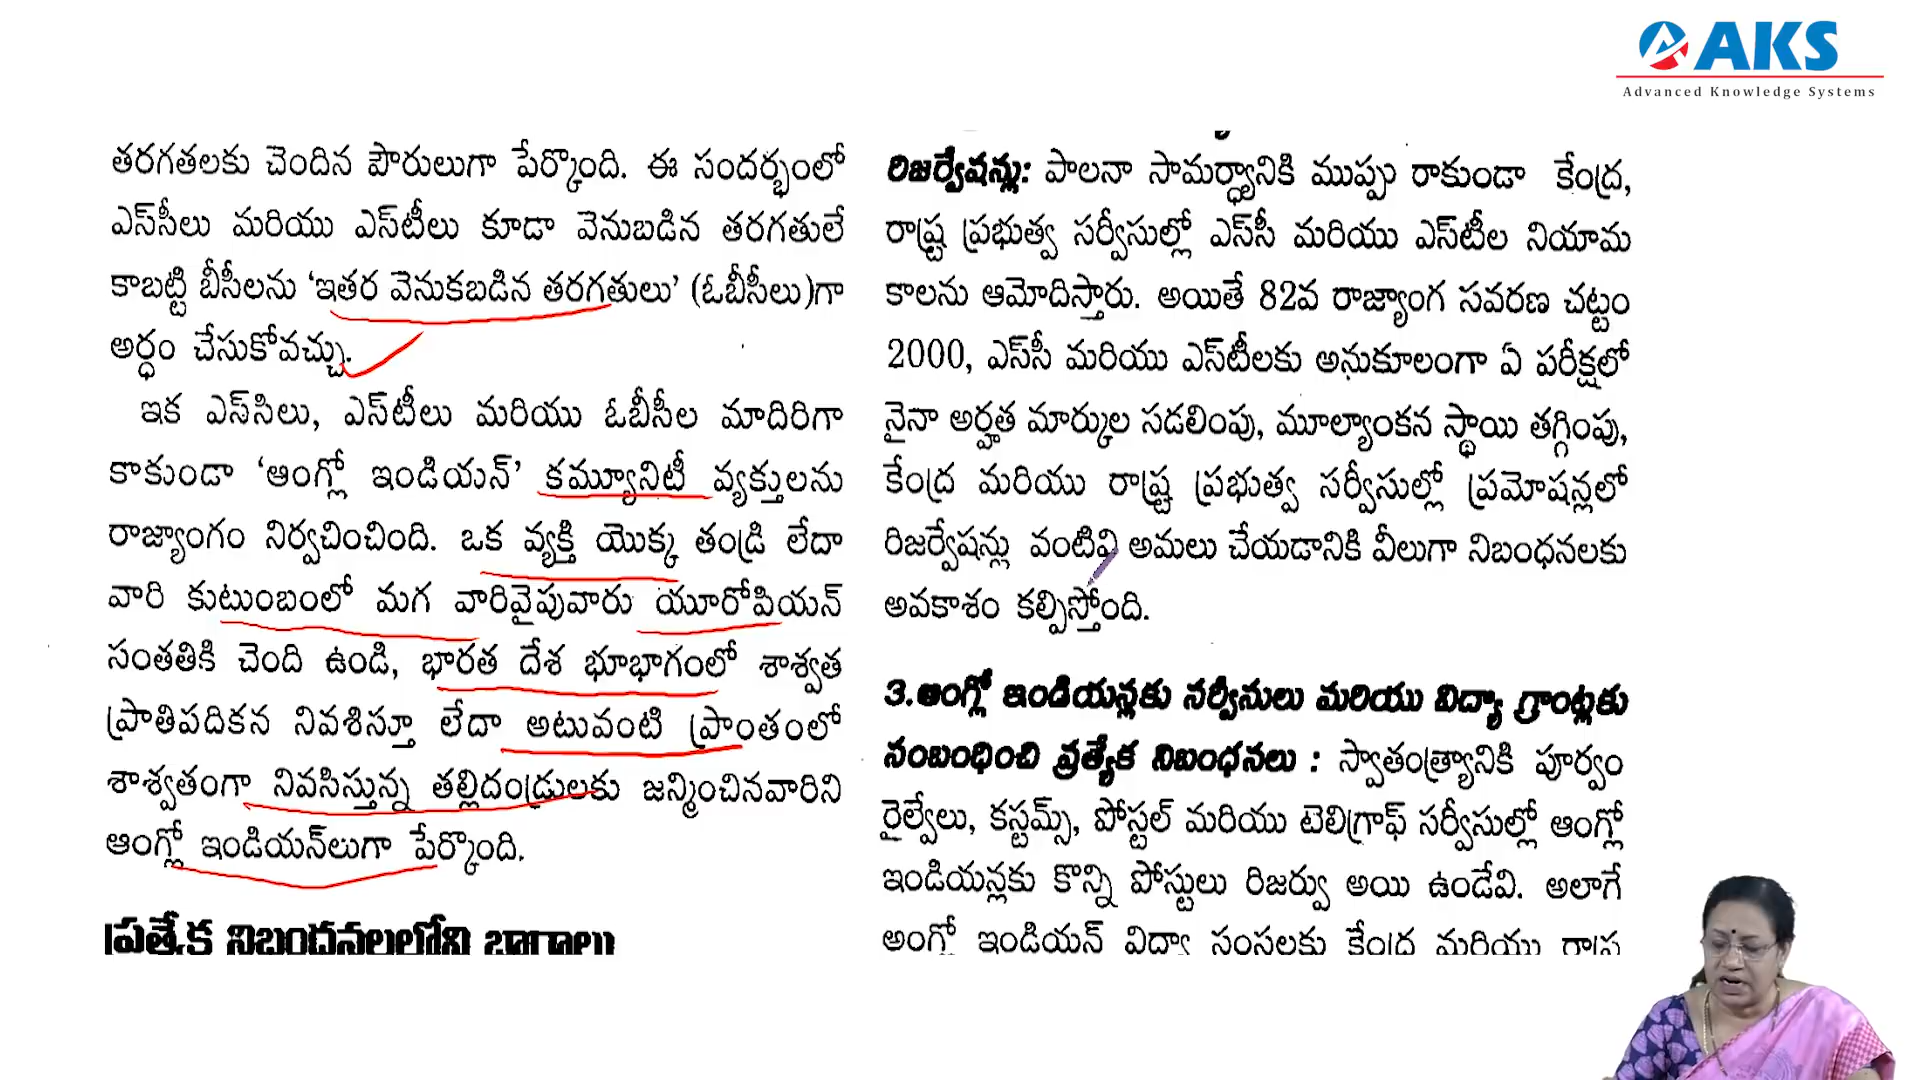 AKS
Advanced Knowledge Systems
తరగతలకు చెందిన పౌరులుగా పేర్కొంది. ఈ సందర్భంలో
ఎస్‌సీలు మరియు ఎస్‌టీలు కూడా వెనుబడిన తరగతులే
కాబట్టి బీసీలను ‘ఇతర వెనుకబడిన తరగతులు’ (ఓబీసీలు)గా
అర్ధం చేసుకోవచ్చు.
ఇక ఎస్‌సిలు, ఎస్‌టీలు మరియు ఓబీసీల మాదిరిగా
కాకుండా ‘ఆంగ్లో ఇండియన్’ కమ్యూనిటీ వ్యక్తులను
రాజ్యాంగం నిర్వచించింది. ఒక వ్యక్తి యొక్క తండ్రి లేదా
వారి కుటుంబంలో మగ వారివైపువారు యూరోపియన్
సంతతికి చెంది ఉండి, భారత దేశ భూభాగంలో శాశ్వత
ప్రాతిపదికన నివశిస్తూ లేదా అటువంటి ప్రాంతంలో
శాశ్వతంగా నివసిస్తున్న తల్లిదండ్రులకు జన్మించినవారిని
ఆంగ్లో ఇండియన్‌లుగా పేర్కొంది.
ప్రత్యేక నిబంధనలలోని భాగాలు
రిజర్వేషన్లు: పాలనా సామర్థ్యానికి ముప్పు రాకుండా కేంద్ర,
రాష్ట్ర ప్రభుత్వ సర్వీసుల్లో ఎస్‌సీ మరియు ఎస్‌టీల నియామ
కాలను ఆమోదిస్తారు. అయితే 82వ రాజ్యాంగ సవరణ చట్టం
2000, ఎస్‌సీ మరియు ఎస్‌టీలకు అనుకూలంగా ఏ పరీక్షలో
నైనా అర్హత మార్కుల సడలింపు, మూల్యాంకన స్థాయి తగ్గింపు,
కేంద్ర మరియు రాష్ట్ర ప్రభుత్వ సర్వీసుల్లో ప్రమోషన్లలో
రిజర్వేషన్లు వంటివి అమలు చేయడానికి వీలుగా నిబంధనలకు
అవకాశం కల్పిస్తోంది.
3.ఆంగ్లో ఇండియన్లకు సర్వీసులు మరియు విద్యా గ్రాంట్లకు
సంబంధించి ప్రత్యేక నిబంధనలు : స్వాతంత్ర్యానికి పూర్వం
రైల్వేలు, కస్టమ్స్, పోస్టల్ మరియు టెలిగ్రాఫ్ సర్వీసుల్లో ఆంగ్లో
ఇండియన్లకు కొన్ని పోస్టులు రిజర్వు అయి ఉండేవి. అలాగే
ఆంగ్లో ఇండియన్ విద్యా సంస్థలకు కేంద్ర మరియు రాష్ట్ర